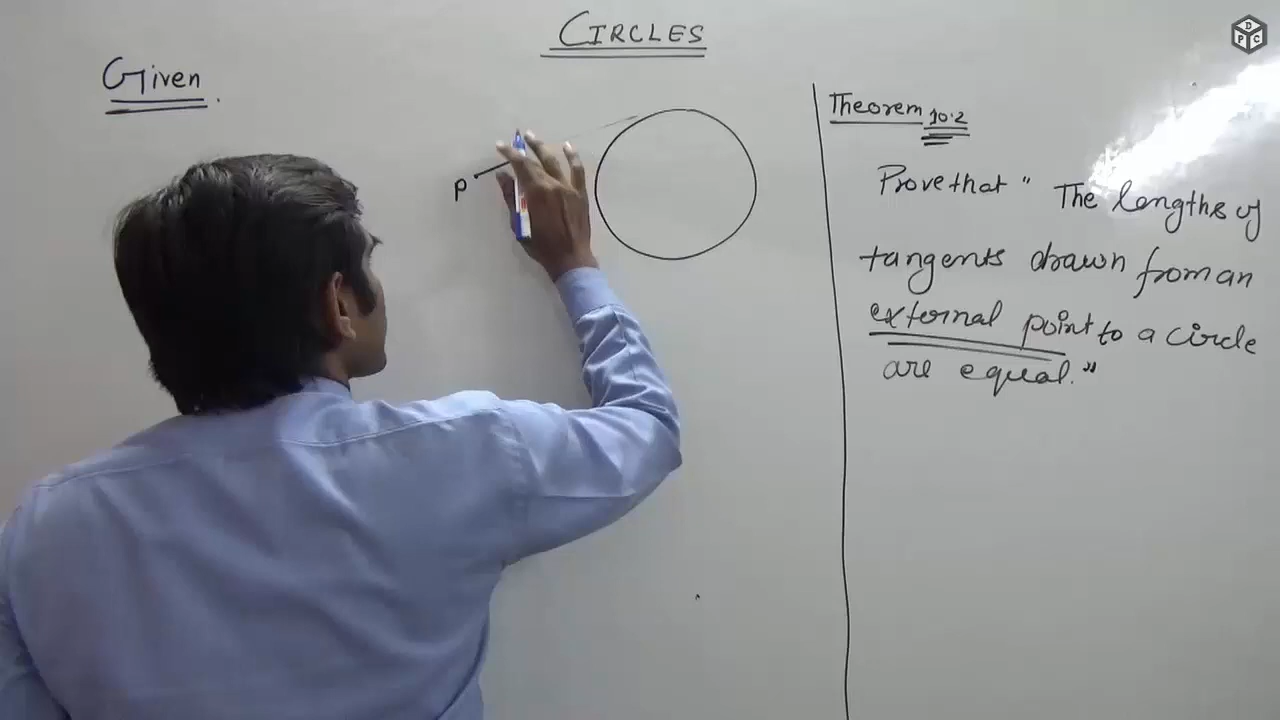 CIRCLES
Given
P
Theorem 10.2
Prove that " The lengths of
tangents drawn from an
external point to a circle
are equal."
D
P C